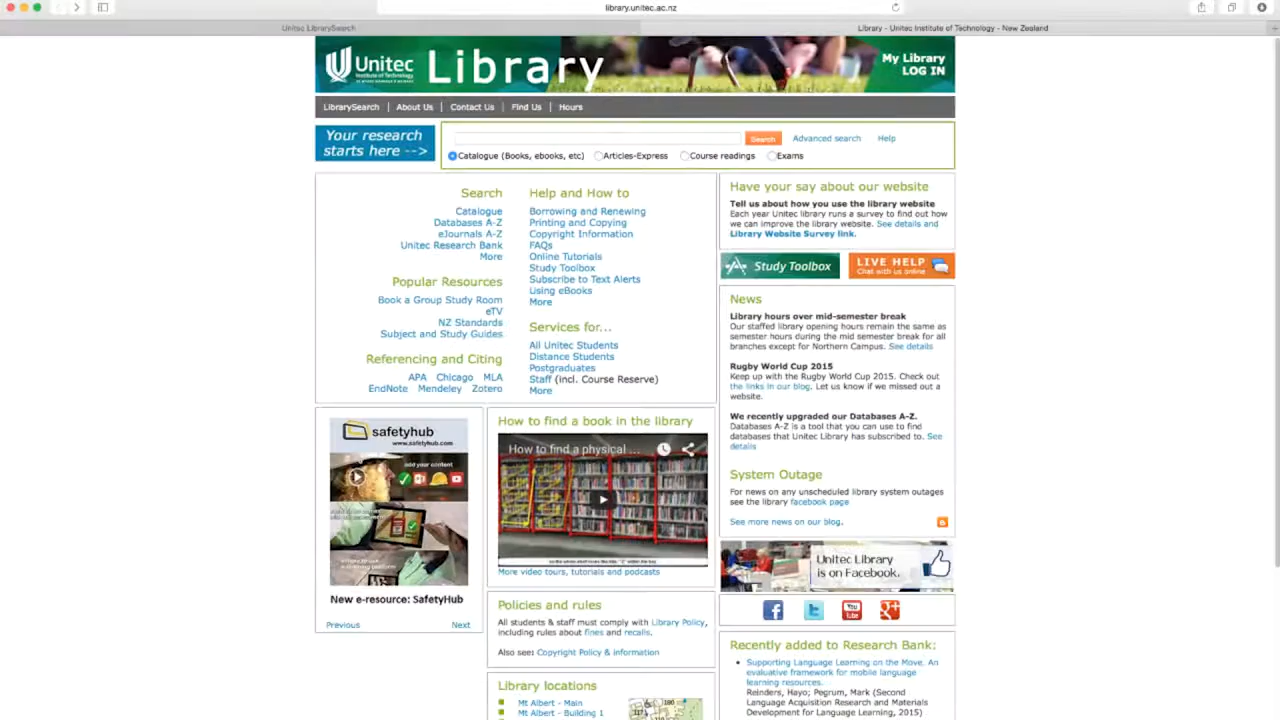 library.unitec.ac.nz
Unitec LibrarySearch
Library - Unitec Institute of Technology - New Zealand
Unitec
Institute of Technology
Library
My Library
LOG IN
LibrarySearch | About Us | Contact Us | Find Us | Hours
Your research
starts here -->
Search Advanced search Help
Catalogue (Books, ebooks, etc) Articles-Express Course readings Exams
Search
Catalogue
Databases A-Z
eJournals A-Z
Unitec Research Bank
More
Popular Resources
Book a Group Study Room
eTV
NZ Standards
Subject and Study Guides
Referencing and Citing
APA Chicago MLA
EndNote Mendeley Zotero
Help and How to
Borrowing and Renewing
Printing and Copying
Copyright Information
FAQs
Online Tutorials
Study Toolbox
Subscribe to Text Alerts
Using eBooks
More
Services for...
All Unitec Students
Distance Students
Postgraduates
Staff (incl. Course Reserve)
More
Have your say about our website
Tell us about how you use the library website
Each year Unitec library runs a survey to find out how
we can improve the library website. See details and
Library Website Survey link.
Study Toolbox
LIVE HELP
Chat with us online
News
Library hours over mid-semester break
Our staffed library opening hours remain the same as
semester hours during the mid semester break for all
branches except for Northern Campus. See details
Rugby World Cup 2015
Keep up with the Rugby World Cup 2015. Check out
the links in our blog. Let us know if we missed out a
website.
We recently upgraded our Databases A-Z.
Databases A-Z is a tool that you can use to find
databases that Unitec Library has subscribed to. See
details
System Outage
For news on any unscheduled library system outages
see the library facebook page
See more news on our blog.
safetyhub
www.safetyhub.com
add your content
New e-resource: SafetyHub
Previous Next
How to find a book in the library
How to find a physical ...
More video tours, tutorials and podcasts
Policies and rules
All students & staff must comply with Library Policy,
including rules about fines and recalls.
Also see: Copyright Policy & information
Library locations
Mt Albert - Main
Mt Albert - Building 1
180
Unitec Library
is on Facebook.
You
Tube
Recently added to Research Bank:
Supporting Language Learning on the Move. An
evaluative framework for mobile language
learning resources.
Reinders, Hayo; Pegrum, Mark (Second
Language Acquisition Research and Materials
Development for Language Learning, 2015)